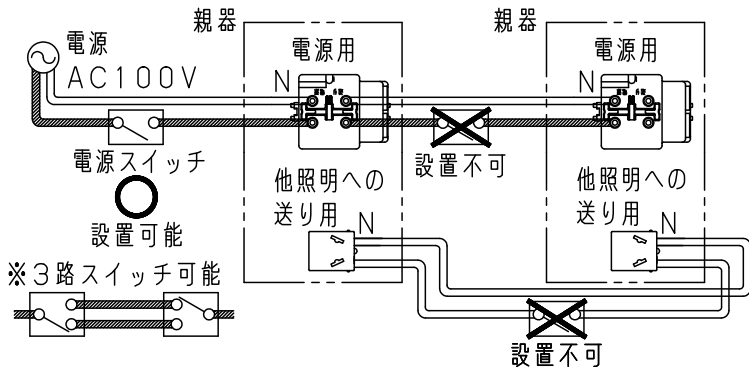 親器
親器
電源
AC100V
電源用
電源用
N
N
電源スイッチ
設置不可
設置可能
他照明への
送り用
N
他照明への
送り用
N
※3路スイッチ可能
設置不可